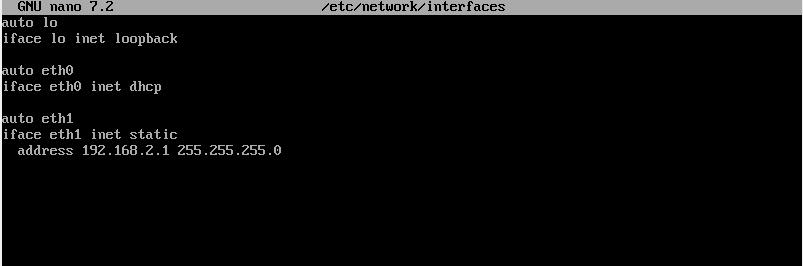 GNU nano 7.2 /etc/network/interfaces
auto lo
iface lo inet loopback
auto eth0
iface eth0 inet dhcp
auto eth1
iface eth1 inet static
address 192.168.2.1 255.255.255.0